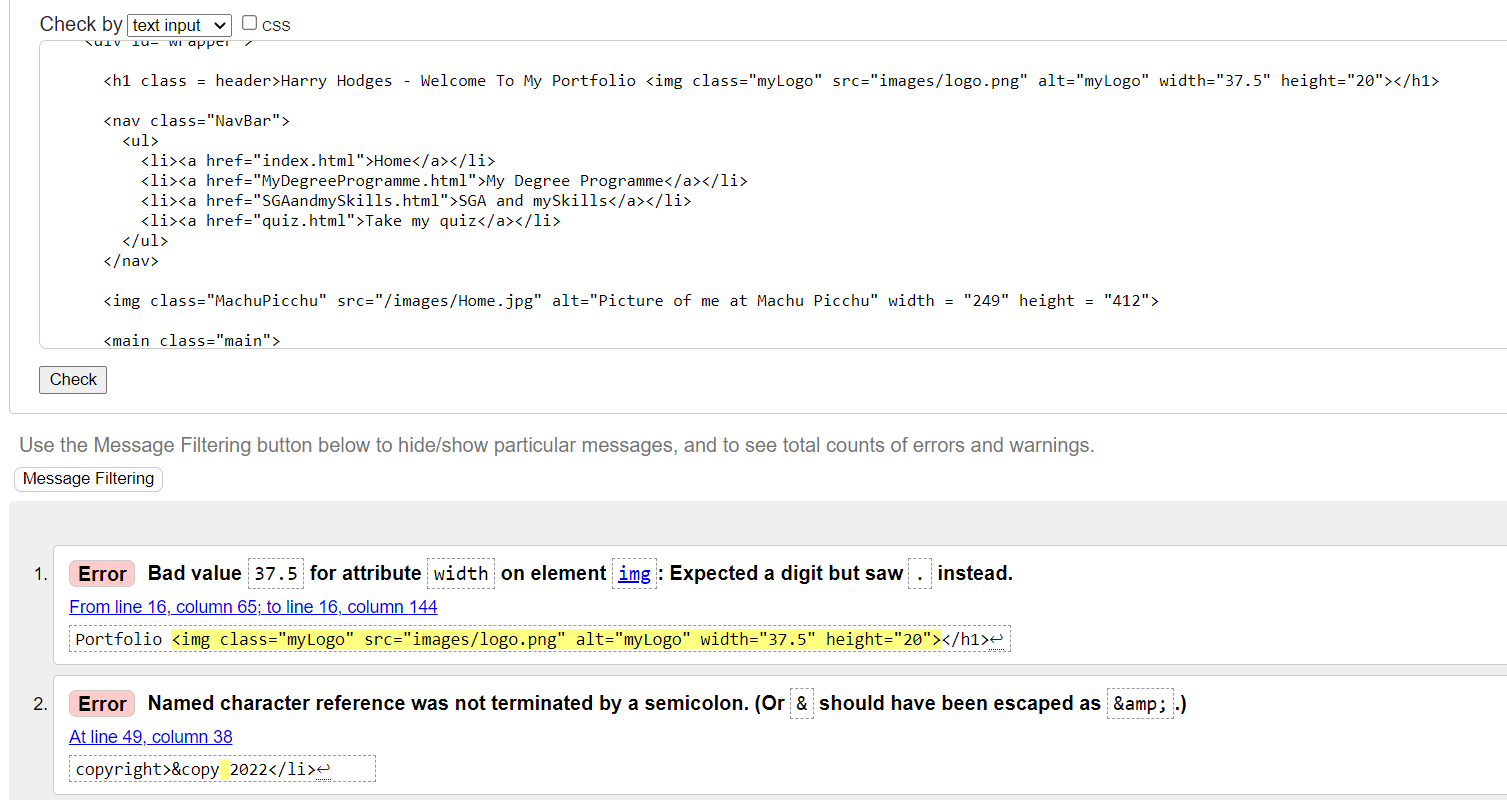 Check by text input CSS
<div id="wrapper">
<h1 class = header>Harry Hodges - Welcome To My Portfolio <img class="myLogo" src="images/logo.png" alt="myLogo" width="37.5" height="20"></h1>
<nav class="NavBar">
<ul>
<li><a href="index.html">Home</a></li>
<li><a href="MyDegreeProgramme.html">My Degree Programme</a></li>
<li><a href="SGAandmySkills.html">SGA and mySkills</a></li>
<li><a href="quiz.html">Take my quiz</a></li>
</ul>
</nav>
<img class="MachuPicchu" src="/images/Home.jpg" alt="Picture of me at Machu Picchu" width = "249" height = "412">
<main class="main">
Check
Use the Message Filtering button below to hide/show particular messages, and to see total counts of errors and warnings.
Message Filtering
1. Error Bad value 37.5 for attribute width on element img: Expected a digit but saw . instead.
From line 16, column 65; to line 16, column 144
Portfolio <img class="myLogo" src="images/logo.png" alt="myLogo" width="37.5" height="20"></h1>↩
2. Error Named character reference was not terminated by a semicolon. (Or & should have been escaped as &amp;.)
At line 49, column 38
copyright>&copy 2022</li>↩